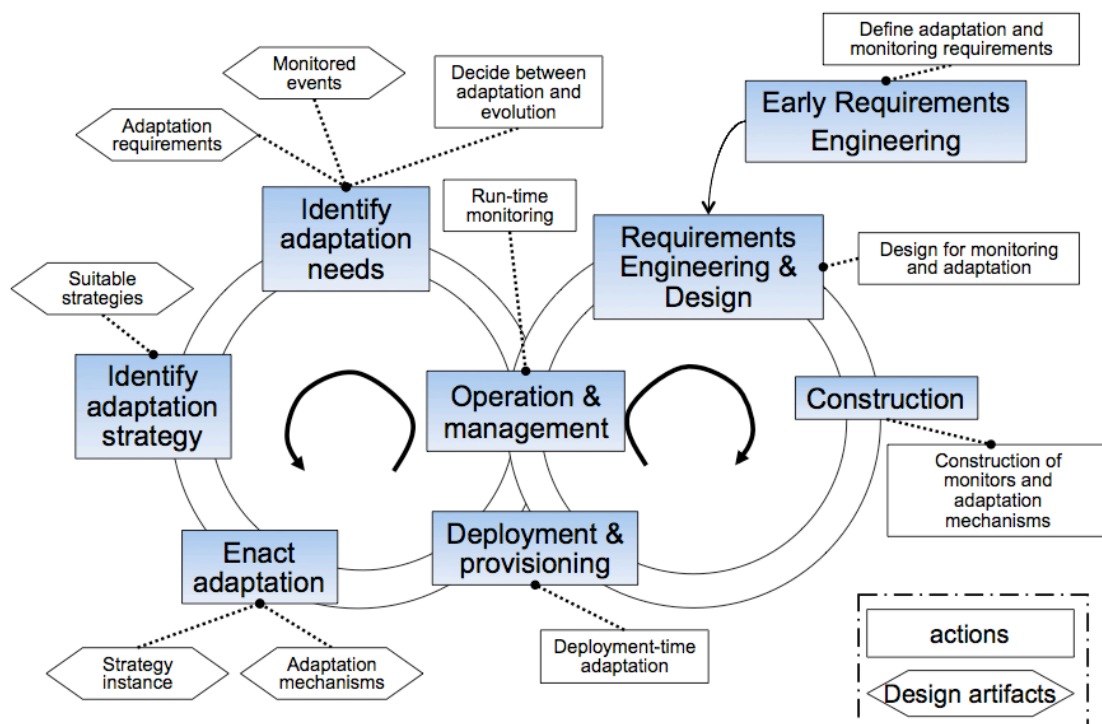 Define adaptation and
monitoring requirements
Monitored
events
Decide between
adaptation and
evolution
Early Requirements
Engineering
Adaptation
requirements
Identify
adaptation
needs
Run-time
monitoring
Requirements
Engineering &
Design
Design for monitoring
and adaptation
Suitable
strategies
Identify
adaptation
strategy
Operation &
management
Construction
Construction of
monitors and
adaptation
mechanisms
Enact
adaptation
Deployment &
provisioning
Strategy
instance
Adaptation
mechanisms
Deployment-time
adaptation
actions
Design artifacts